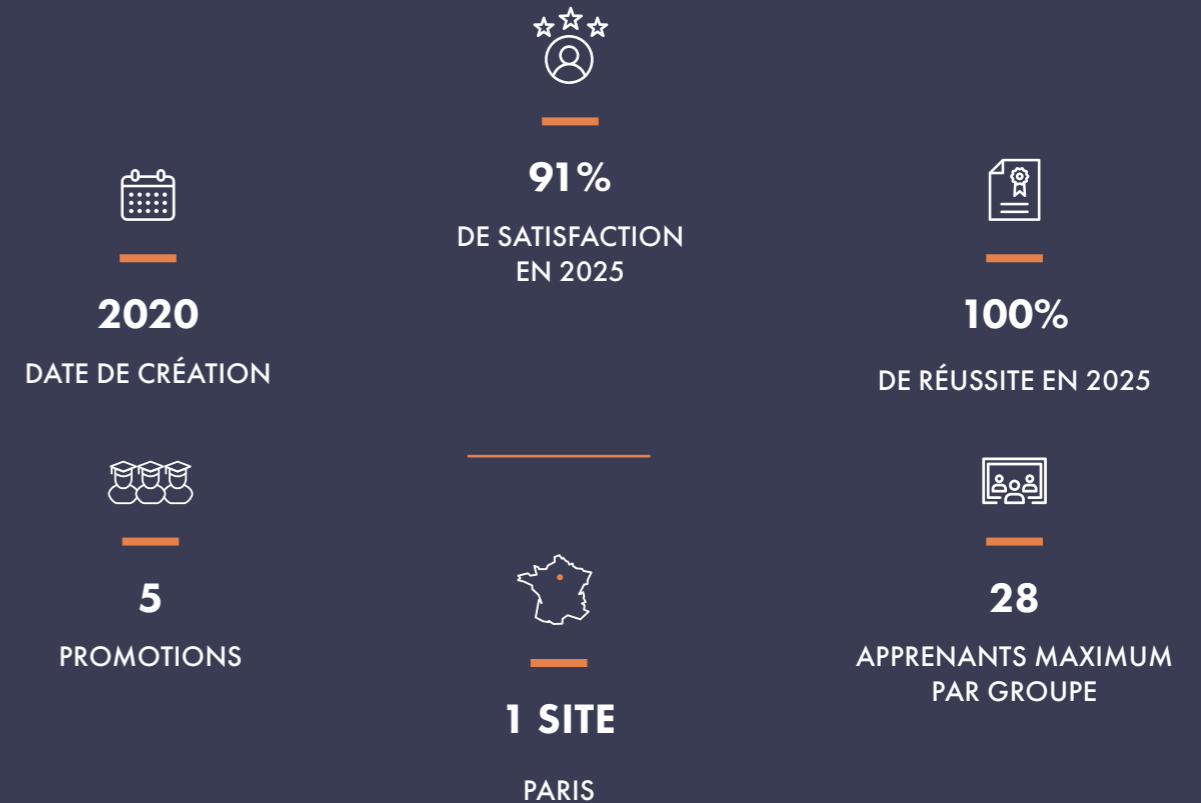 91%
DE SATISFACTION
EN 2025
2020
DATE DE CRÉATION
100%
DE RÉUSSITE EN 2025
5
PROMOTIONS
1 SITE
PARIS
28
APPRENANTS MAXIMUM
PAR GROUPE